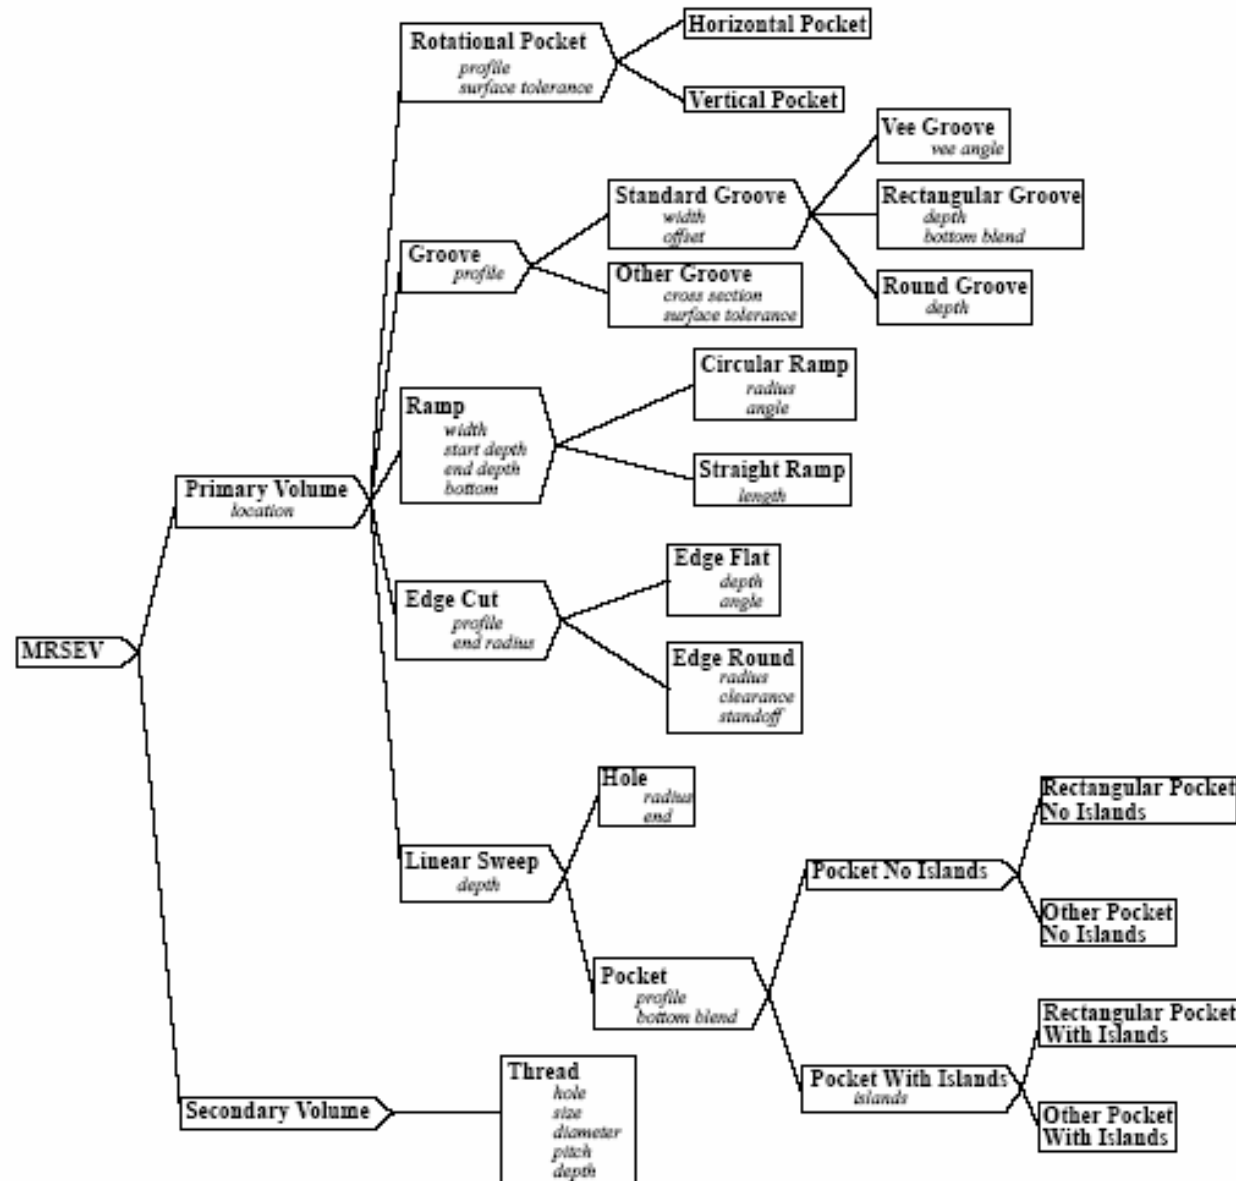 Rotational Pocket
profile
surface tolerance
Horizontal Pocket
Vertical Pocket
Vee Groove
vee angle
Standard Groove
width
offset
Rectangular Groove
depth
bottom blend
Groove
profile
Other Groove
cross section
surface tolerance
Round Groove
depth
Circular Ramp
radius
angle
Ramp
width
start depth
end depth
bottom
Straight Ramp
length
Primary Volume
location
Edge Flat
depth
angle
Edge Cut
profile
end radius
MRSEV
Edge Round
radius
clearance
standoff
Hole
radius
end
Rectangular Pocket
No Islands
Linear Sweep
depth
Pocket No Islands
Other Pocket
No Islands
Pocket
profile
bottom blend
Rectangular Pocket
With Islands
Thread
hole
size
diameter
pitch
depth
Pocket With Islands
islands
Secondary Volume
Other Pocket
With Islands